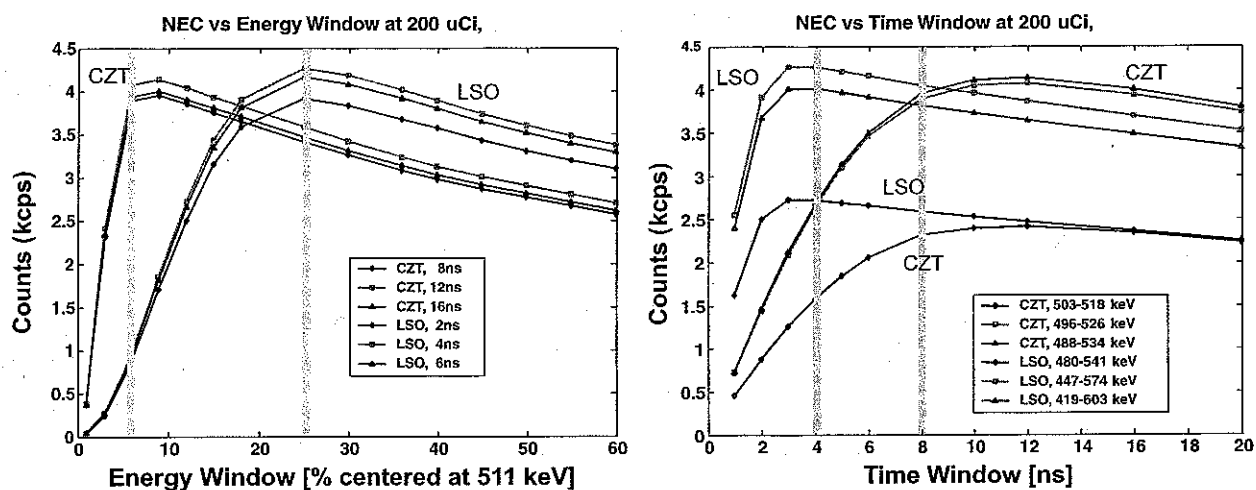 NEC vs Energy Window at 200 uCi,
4.5
4
3.5
3
2.5
2
1.5
1
0.5
0
Counts (kcps)
CZT
LSO
CZT, 8ns
CZT, 12ns
CZT, 16ns
LSO, 2ns
LSO, 4ns
LSO, 6ns
0 10 20 30 40 50 60
Energy Window [% centered at 511 keV]
NEC vs Time Window at 200 uCi,
4.5
4
3.5
3
2.5
2
1.5
1
0.5
0
Counts (kcps)
LSO
CZT
LSO
CZT
CZT, 503-518 keV
CZT, 496-526 keV
CZT, 488-534 keV
LSO, 480-541 keV
LSO, 447-574 keV
LSO, 419-603 keV
0 2 4 6 8 10 12 14 16 18 20
Time Window [ns]